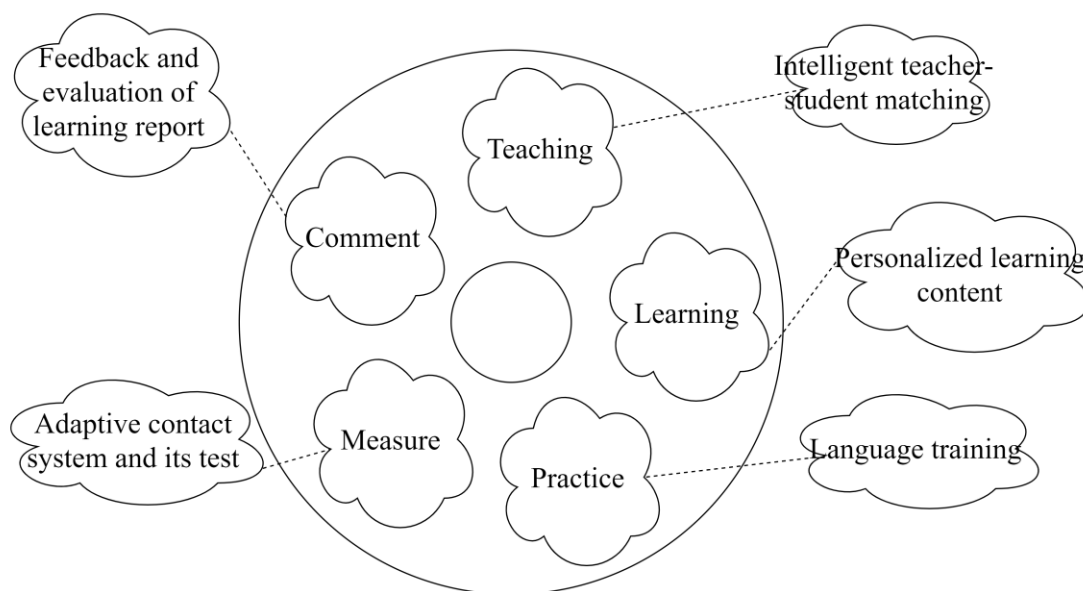 Feedback and
evaluation of
learning report
Teaching
Intelligent teacher-
student matching
Comment
Learning
Personalized learning
content
Adaptive contact
system and its test
Measure
Practice
Language training